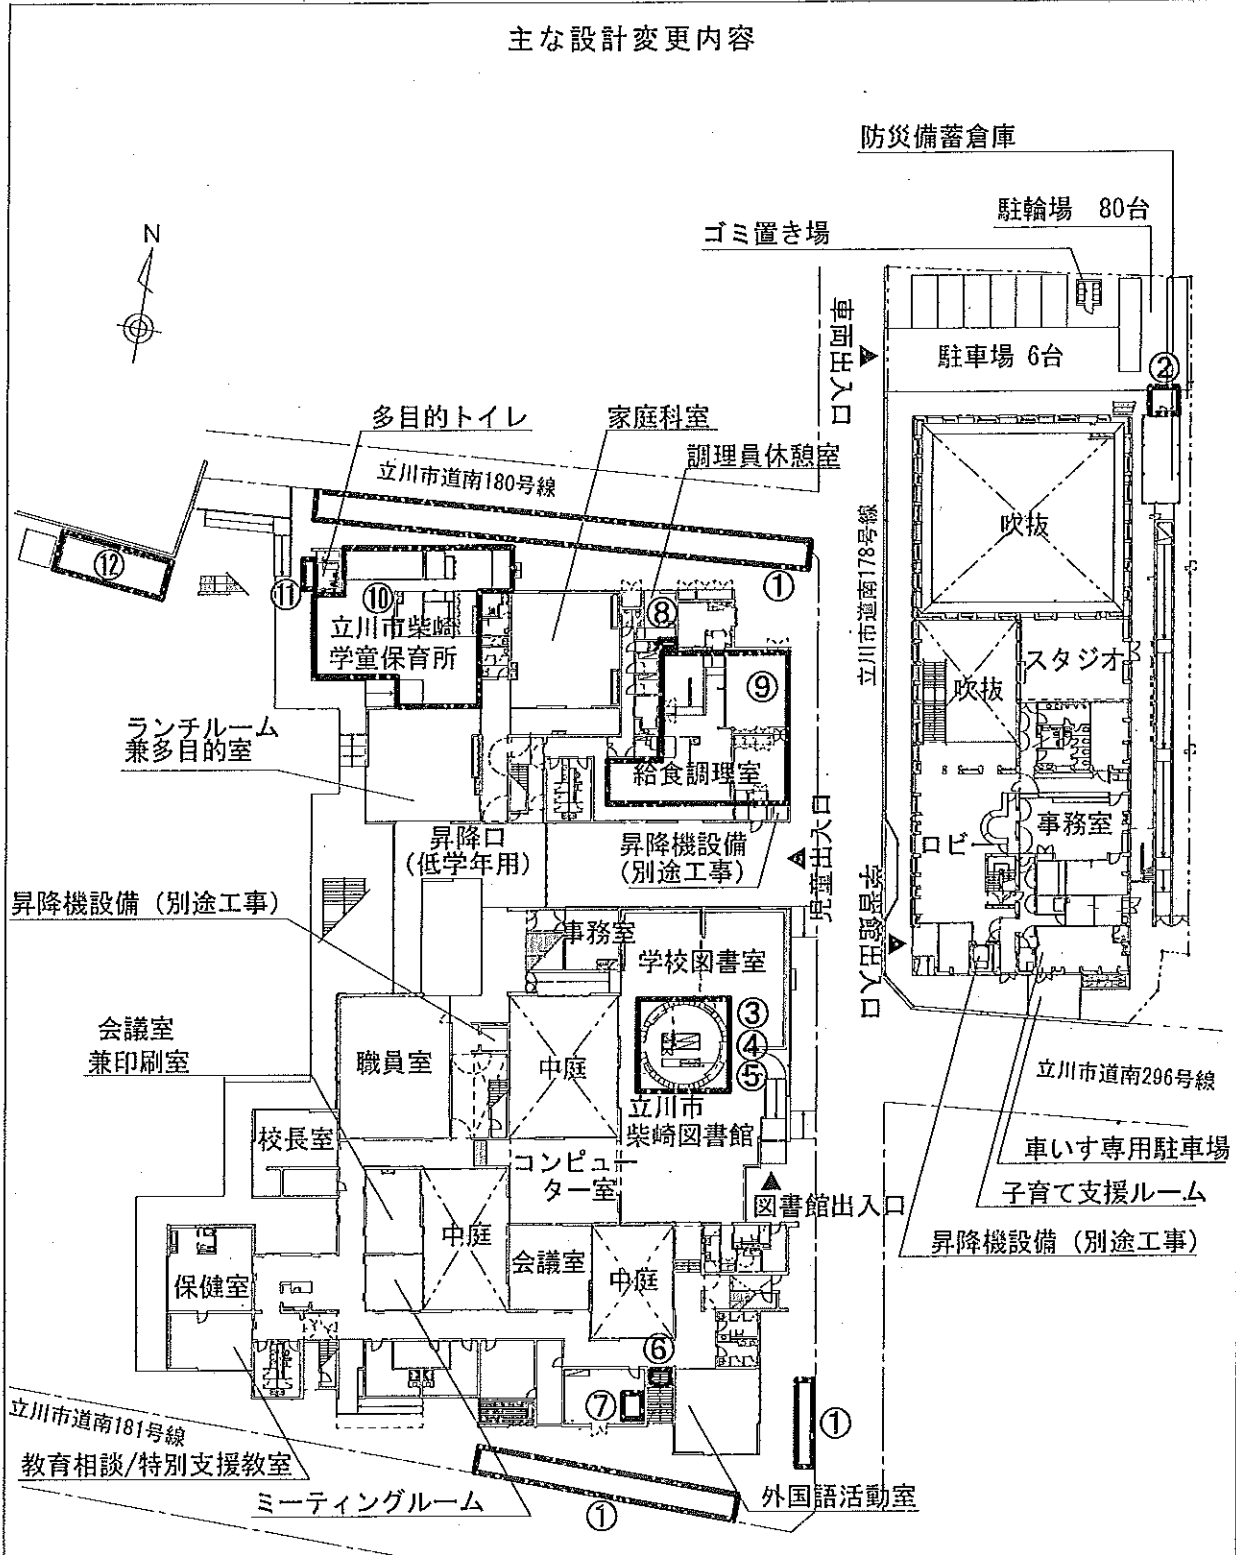 主な設計変更内容
防災備蓄倉庫
駐輪場 80台
ゴミ置き場
N
車両出入口
駐車場 6台
②
多目的トイレ
家庭科室
調理員休憩室
立川市道南180号線
立川市道南178号線
吹抜
⑫
⑪
⑩
①
⑧
立川市柴崎
学童保育所
スタジオ
吹抜
⑨
ランチルーム
兼多目的室
給食調理室
児童出入口
昇降口
(低学年用)
昇降機設備
(別途工事)
ロビー
事務室
昇降機設備 (別途工事)
事務室
学校図書室
会議室
兼印刷室
職員室
中庭
③
④
⑤
立川市道南296号線
立川市
柴崎図書館
校長室
コンピュー
ター室
車いす専用駐車場
図書館出入口
子育て支援ルーム
中庭
会議室
中庭
昇降機設備 (別途工事)
保健室
⑥
⑦
①
立川市道南181号線
教育相談/特別支援教室
ミーティングルーム
①
外国語活動室